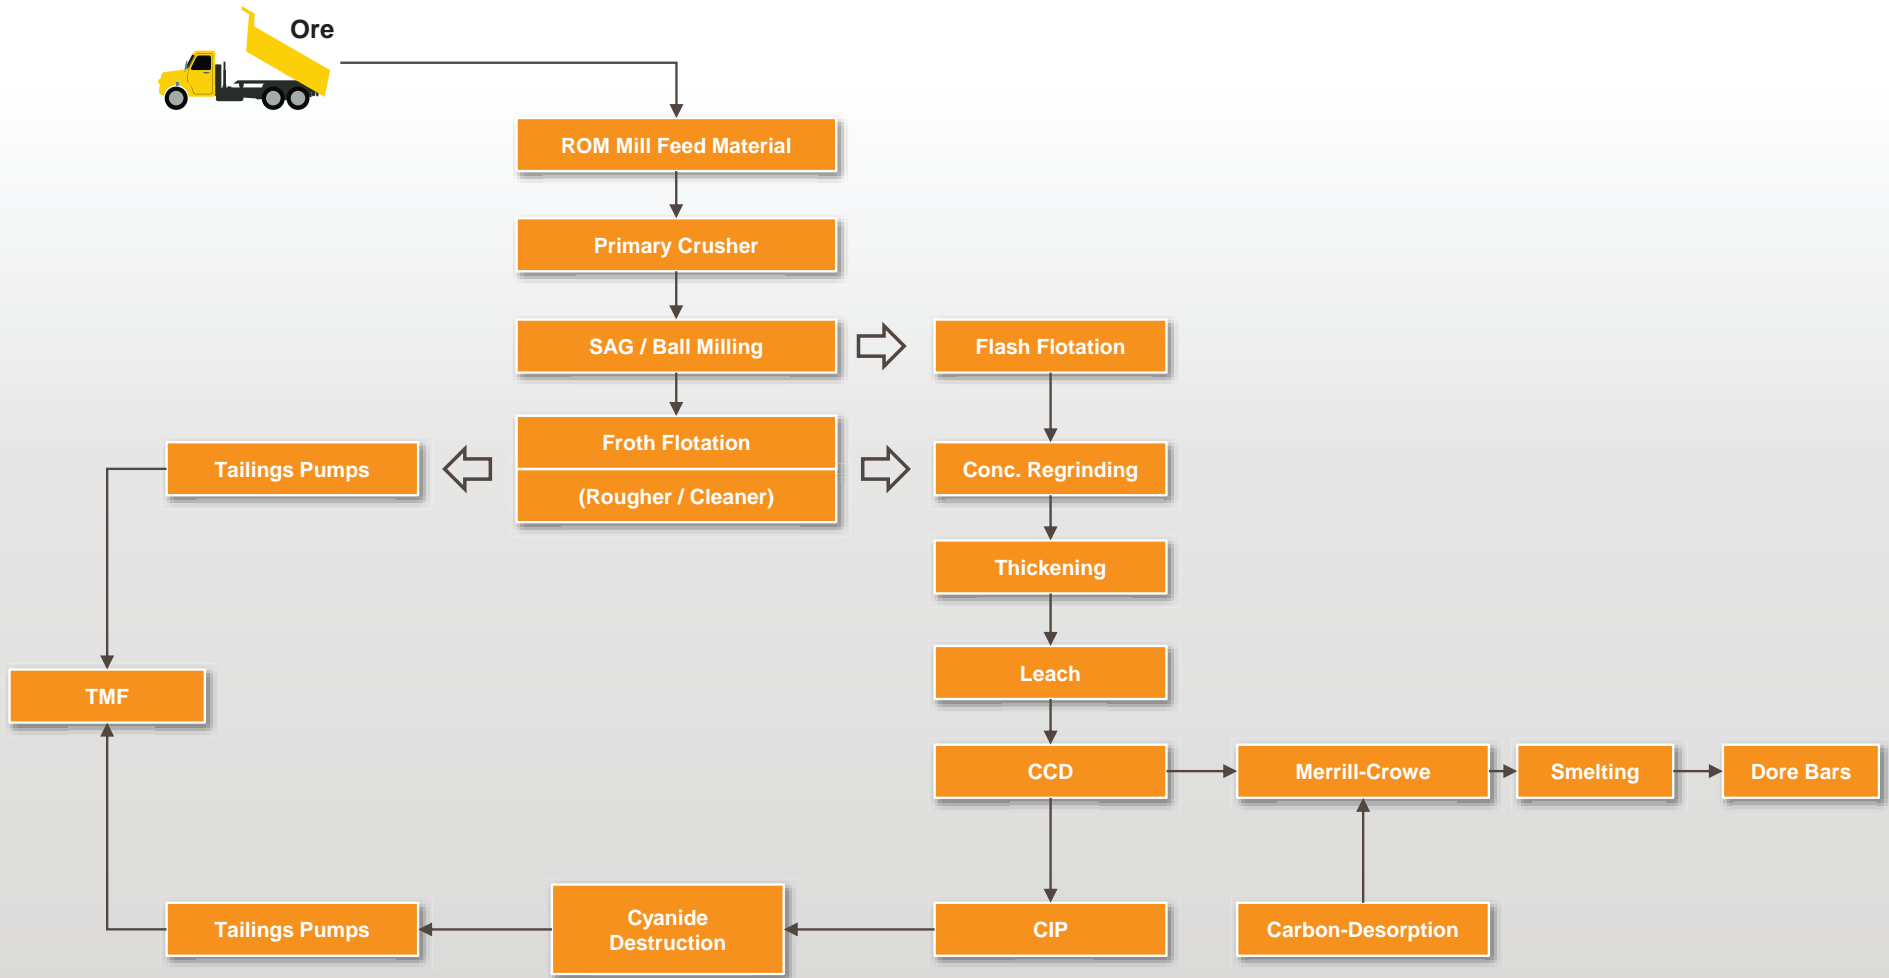 Ore
ROM Mill Feed Material
Primary Crusher
SAG / Ball Milling
Flash Flotation
Froth Flotation
(Rougher / Cleaner)
Tailings Pumps
Conc. Regrinding
Thickening
Leach
TMF
CCD
Merrill-Crowe
Smelting
Dore Bars
Tailings Pumps
Cyanide
Destruction
CIP
Carbon-Desorption